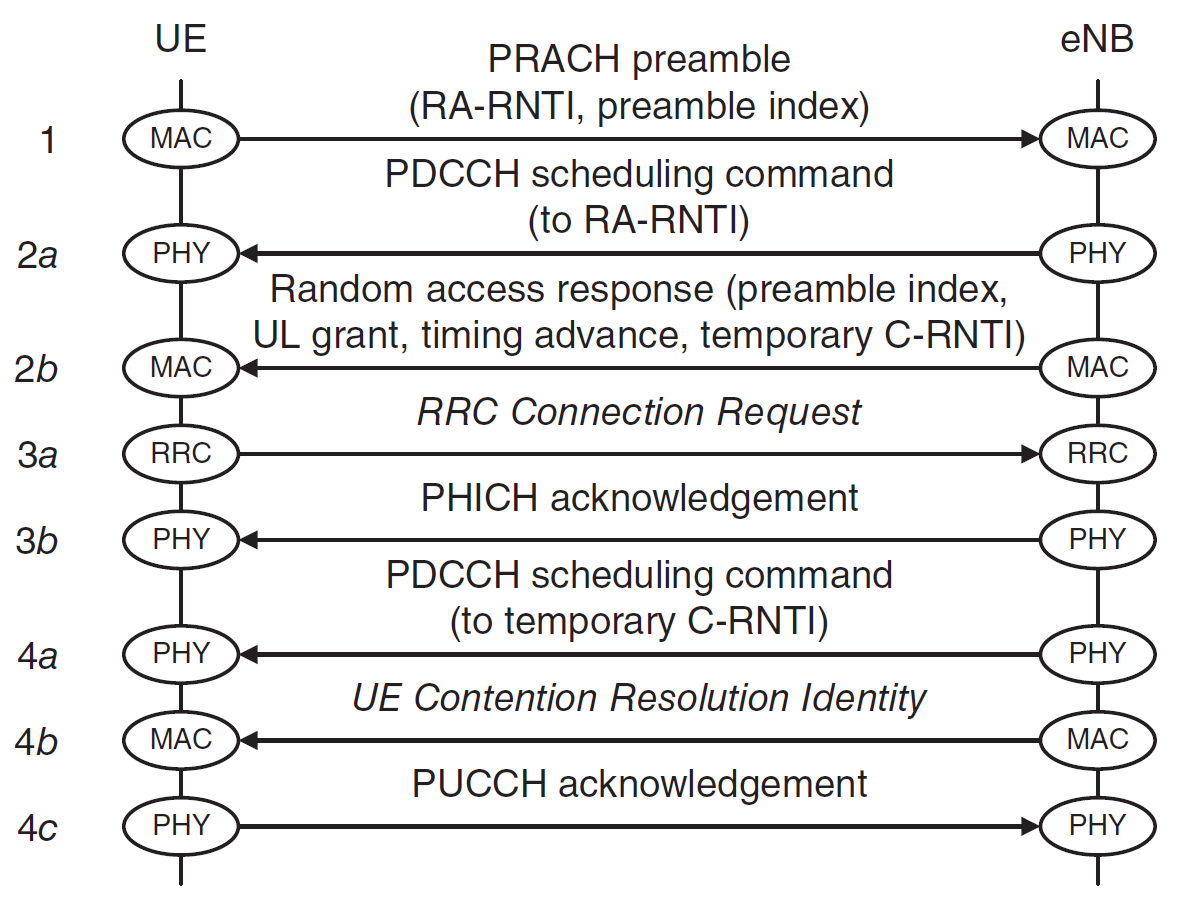 UE
eNB
PRACH preamble
(RA-RNTI, preamble index)
1
MAC
MAC
PDCCH scheduling command
(to RA-RNTI)
2a
PHY
PHY
Random access response (preamble index,
UL grant, timing advance, temporary C-RNTI)
2b
MAC
MAC
RRC Connection Request
3a
RRC
RRC
PHICH acknowledgement
3b
PHY
PHY
PDCCH scheduling command
(to temporary C-RNTI)
4a
PHY
PHY
UE Contention Resolution Identity
4b
MAC
MAC
PUCCH acknowledgement
4c
PHY
PHY